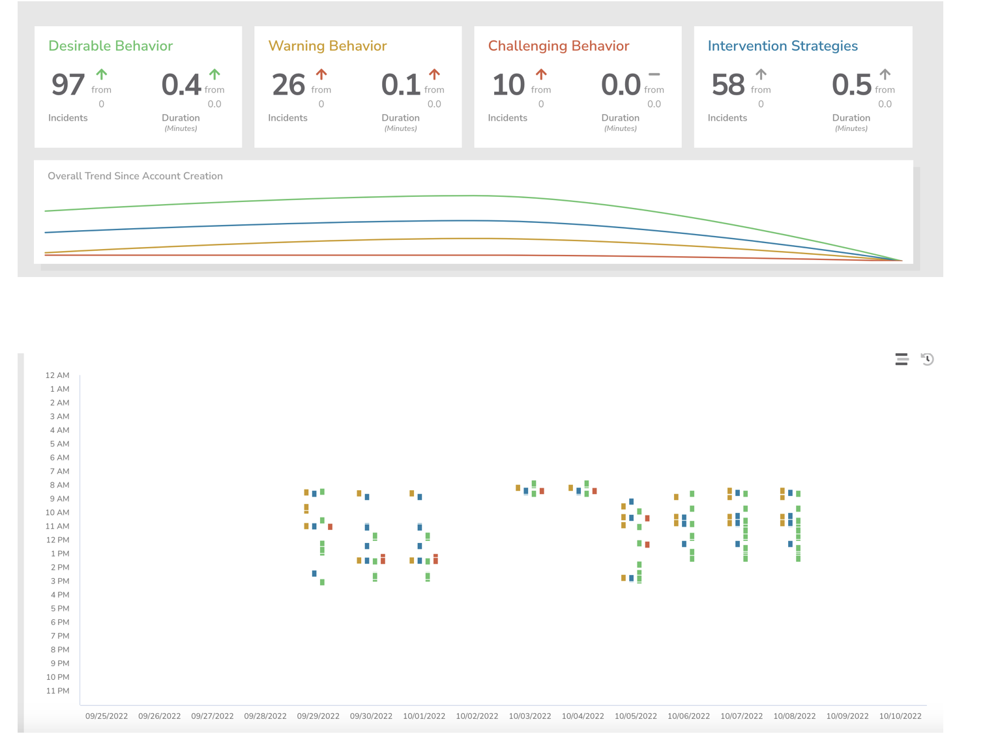 Desirable Behavior
97 from 0
Incidents
0.4 from 0.0
Duration
(Minutes)
Warning Behavior
26 from 0
Incidents
0.1 from 0.0
Duration
(Minutes)
Challenging Behavior
10 from 0
Incidents
0.0 from 0.0
Duration
(Minutes)
Intervention Strategies
58 from 0
Incidents
0.5 from 0.0
Duration
(Minutes)
Overall Trend Since Account Creation
12 AM
1 AM
2 AM
3 AM
4 AM
5 AM
6 AM
7 AM
8 AM
9 AM
10 AM
11 AM
12 PM
1 PM
2 PM
3 PM
4 PM
5 PM
6 PM
7 PM
8 PM
9 PM
10 PM
11 PM
09/25/2022 09/26/2022 09/27/2022 09/28/2022 09/29/2022 09/30/2022 10/01/2022 10/02/2022 10/03/2022 10/04/2022 10/05/2022 10/06/2022 10/07/2022 10/08/2022 10/09/2022 10/10/2022